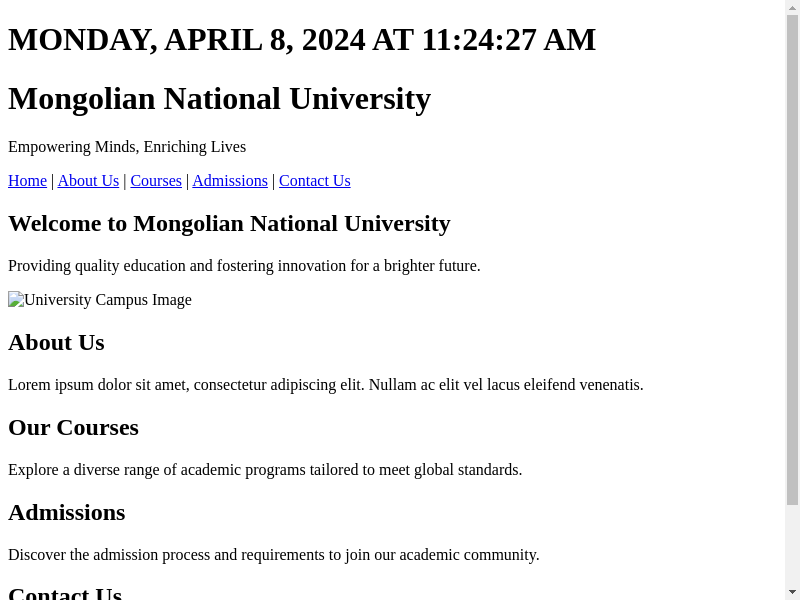 MONDAY, APRIL 8, 2024 AT 11:24:27 AM
Mongolian National University
Empowering Minds, Enriching Lives
Home | About Us | Courses | Admissions | Contact Us
Welcome to Mongolian National University
Providing quality education and fostering innovation for a brighter future.
University Campus Image
About Us
Lorem ipsum dolor sit amet, consectetur adipiscing elit. Nullam ac elit vel lacus eleifend venenatis.
Our Courses
Explore a diverse range of academic programs tailored to meet global standards.
Admissions
Discover the admission process and requirements to join our academic community.
Contact Us